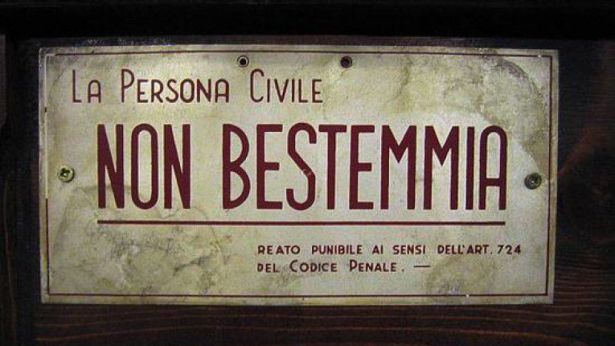 La Persona Civile
NON BESTEMMIA
REATO PUNIBILE AI SENSI DELL'ART. 724
DEL CODICE PENALE. —